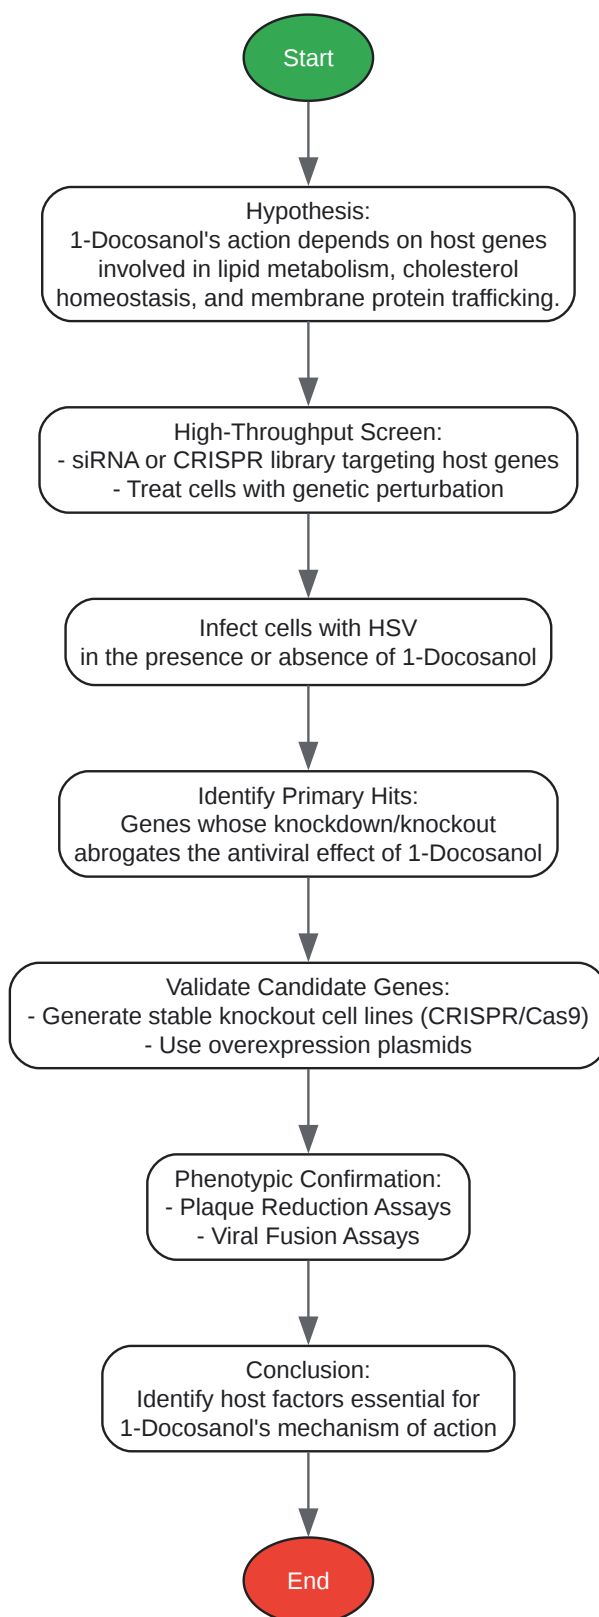 Start
Hypothesis:
1-Docosanol's action depends on host genes
involved in lipid metabolism, cholesterol
homeostasis, and membrane protein trafficking.
High-Throughput Screen:
- siRNA or CRISPR library targeting host genes
- Treat cells with genetic perturbation
Infect cells with HSV
in the presence or absence of 1-Docosanol
Identify Primary Hits:
Genes whose knockdown/knockout
abrogates the antiviral effect of 1-Docosanol
Validate Candidate Genes:
- Generate stable knockout cell lines (CRISPR/Cas9)
- Use overexpression plasmids
Phenotypic Confirmation:
- Plaque Reduction Assays
- Viral Fusion Assays
Conclusion:
Identify host factors essential for
1-Docosanol's mechanism of action
End